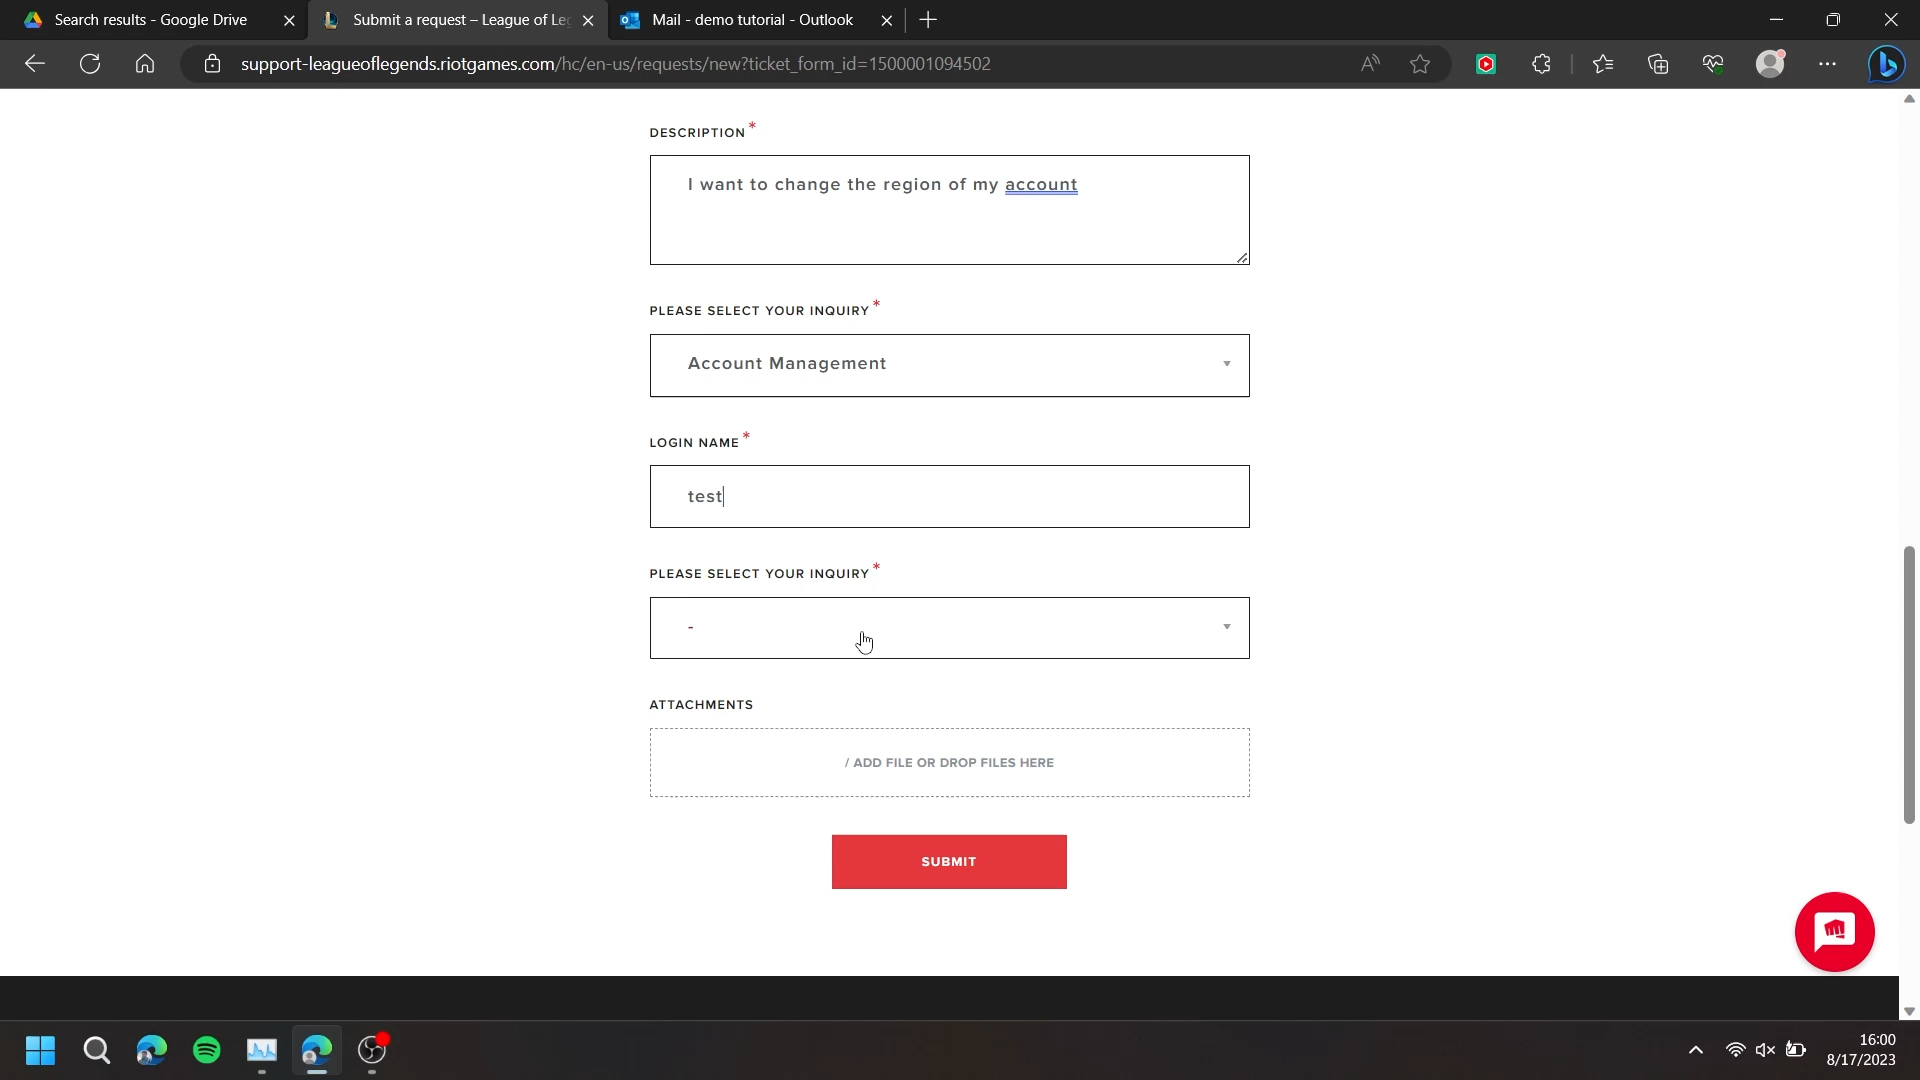 Search results - Google Drive
Submit a request – League of Le
Mail - demo tutorial - Outlook
support-leagueoflegends.riotgames.com/hc/en-us/requests/new?ticket_form_id=1500001094502
DESCRIPTION*
I want to change the region of my account
PLEASE SELECT YOUR INQUIRY*
Account Management
LOGIN NAME*
test
PLEASE SELECT YOUR INQUIRY*
-
ATTACHMENTS
/ ADD FILE OR DROP FILES HERE
SUBMIT
16:00
8/17/2023